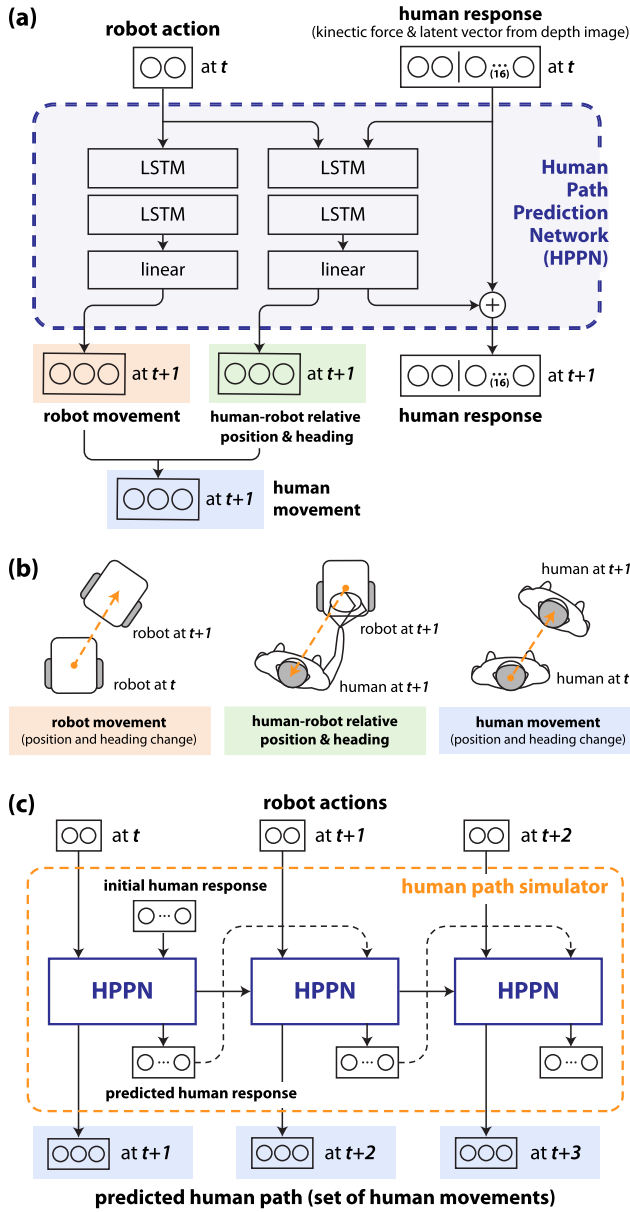 (a)
robot action
at t
human response
(kinetic force & latent vector from depth image)
... (16)
at t
LSTM
LSTM
LSTM
LSTM
linear
linear
Human
Path
Prediction
Network
(HPPN)
+
at t+1
robot movement
at t+1
human-robot relative
position & heading
... (16)
at t+1
human response
at t+1
human
movement
(b)
robot at t+1
robot at t
robot movement
(position and heading change)
robot at t+1
human at t+1
human-robot relative
position & heading
human at t+1
human at t
human movement
(position and heading change)
(c)
robot actions
at t
at t+1
at t+2
human path simulator
initial human response
...
HPPN
HPPN
HPPN
...
...
...
predicted human response
at t+1
at t+2
at t+3
predicted human path (set of human movements)